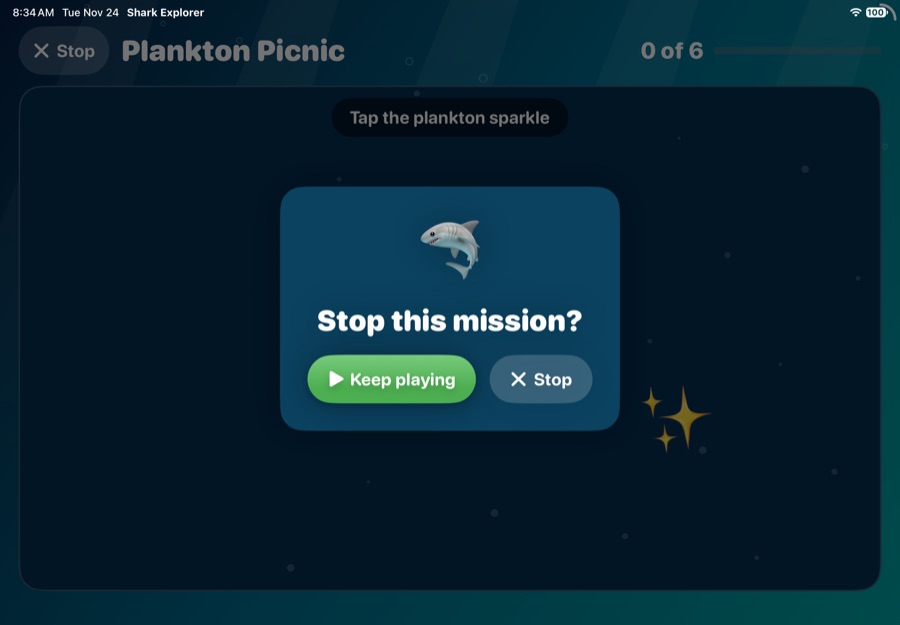 8:34 AM Tue Nov 24 Shark Explorer
100
Stop
Plankton Picnic
0 of 6
Tap the plankton sparkle
Stop this mission?
Keep playing
Stop